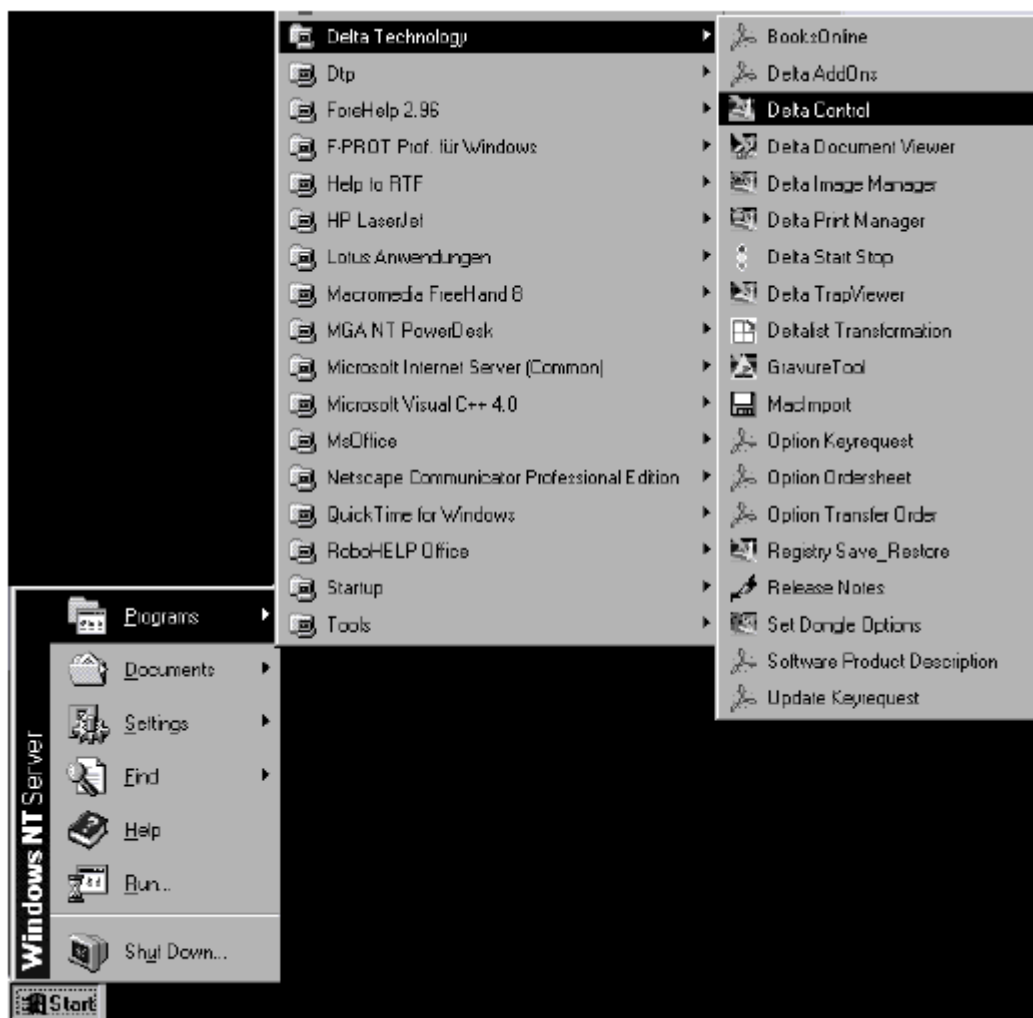 Delta Technology
Dtp
ForeHelp 2.96
F-PROT Prof. für Windows
Help to RTF
HP LaserJet
Lotus Anwendungen
Macromedia FreeHand 8
MGA NT PowerDesk
Microsoft Internet Server (Common)
Microsoft Visual C++ 4.0
MsOffice
Netscape Communicator Professional Edition
QuickTime for Windows
RoboHELP Office
Startup
Tools
BooksOnline
Delta AddOns
Delta Control
Delta Document Viewer
Delta Image Manager
Delta Print Manager
Delta Start Stop
Delta TrapViewer
Deltalist Transformation
GravureTool
MacImport
Option Keyrequest
Option Ordersheet
Option Transfer Order
Registry Save_Restore
Release Notes
Set Dongle Options
Software Product Description
Update Keyrequest
Programs
Documents
Settings
Find
Help
Run...
Shut Down...
Windows NT Server
Start